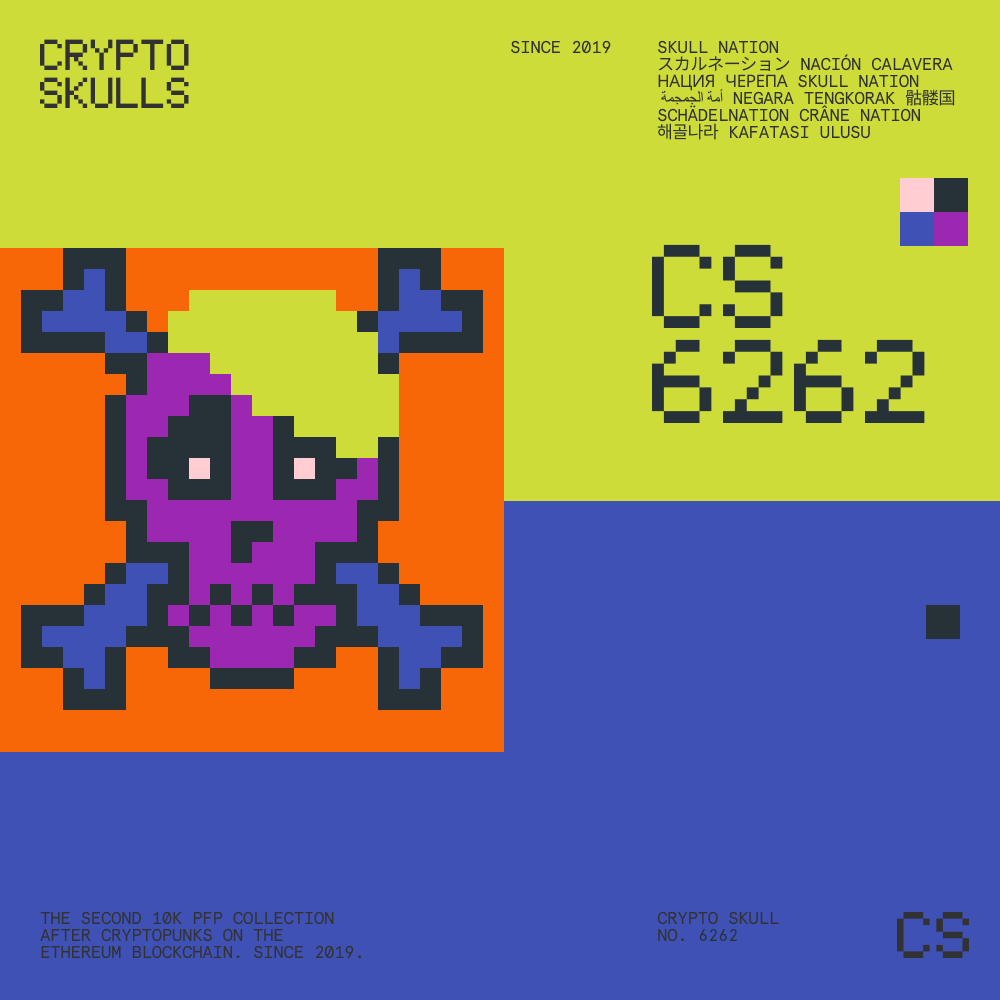 CRYPTO
SKULLS
SINCE 2019
SKULL NATION
スカルネーション NACIÓN CALAVERA
НАЦИЯ ЧЕРЕПА SKULL NATION
أمة الجمجمة NEGARA TENGKORAK 骷髅国
SCHÄDELNATION CRÂNE NATION
해골나라 KAFATASI ULUSU
CS
6262
THE SECOND 10K PFP COLLECTION
AFTER CRYPTOPUNKS ON THE
ETHEREUM BLOCKCHAIN. SINCE 2019.
CRYPTO SKULL
NO. 6262
CS